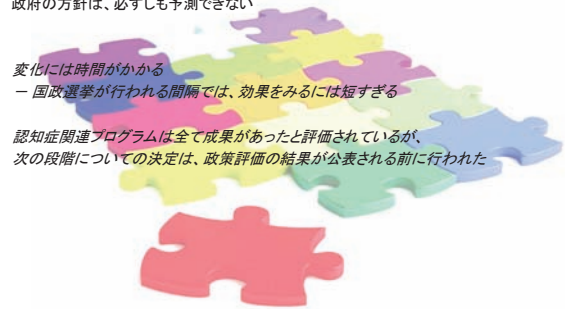 政府の方針は、必ずしも予測できない
変化には時間がかかる
− 国政選挙が行われる間隔では、効果をみるには短すぎる
認知症関連プログラムは全て成果があったと評価されているが、
次の段階についての決定は、政策評価の結果が公表される前に行われた